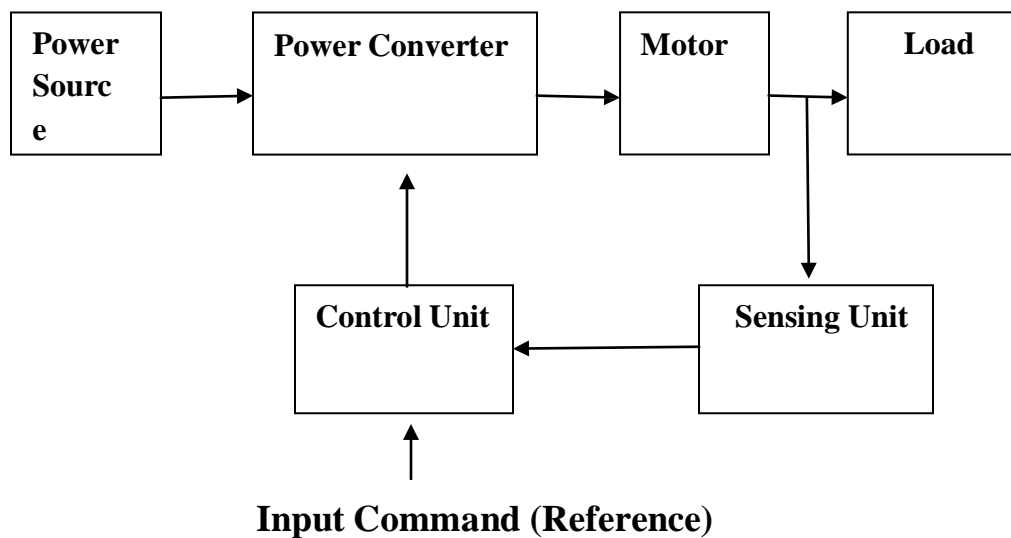 Power
Sourc
e
Power Converter
Motor
Load
Control Unit
Sensing Unit
Input Command (Reference)